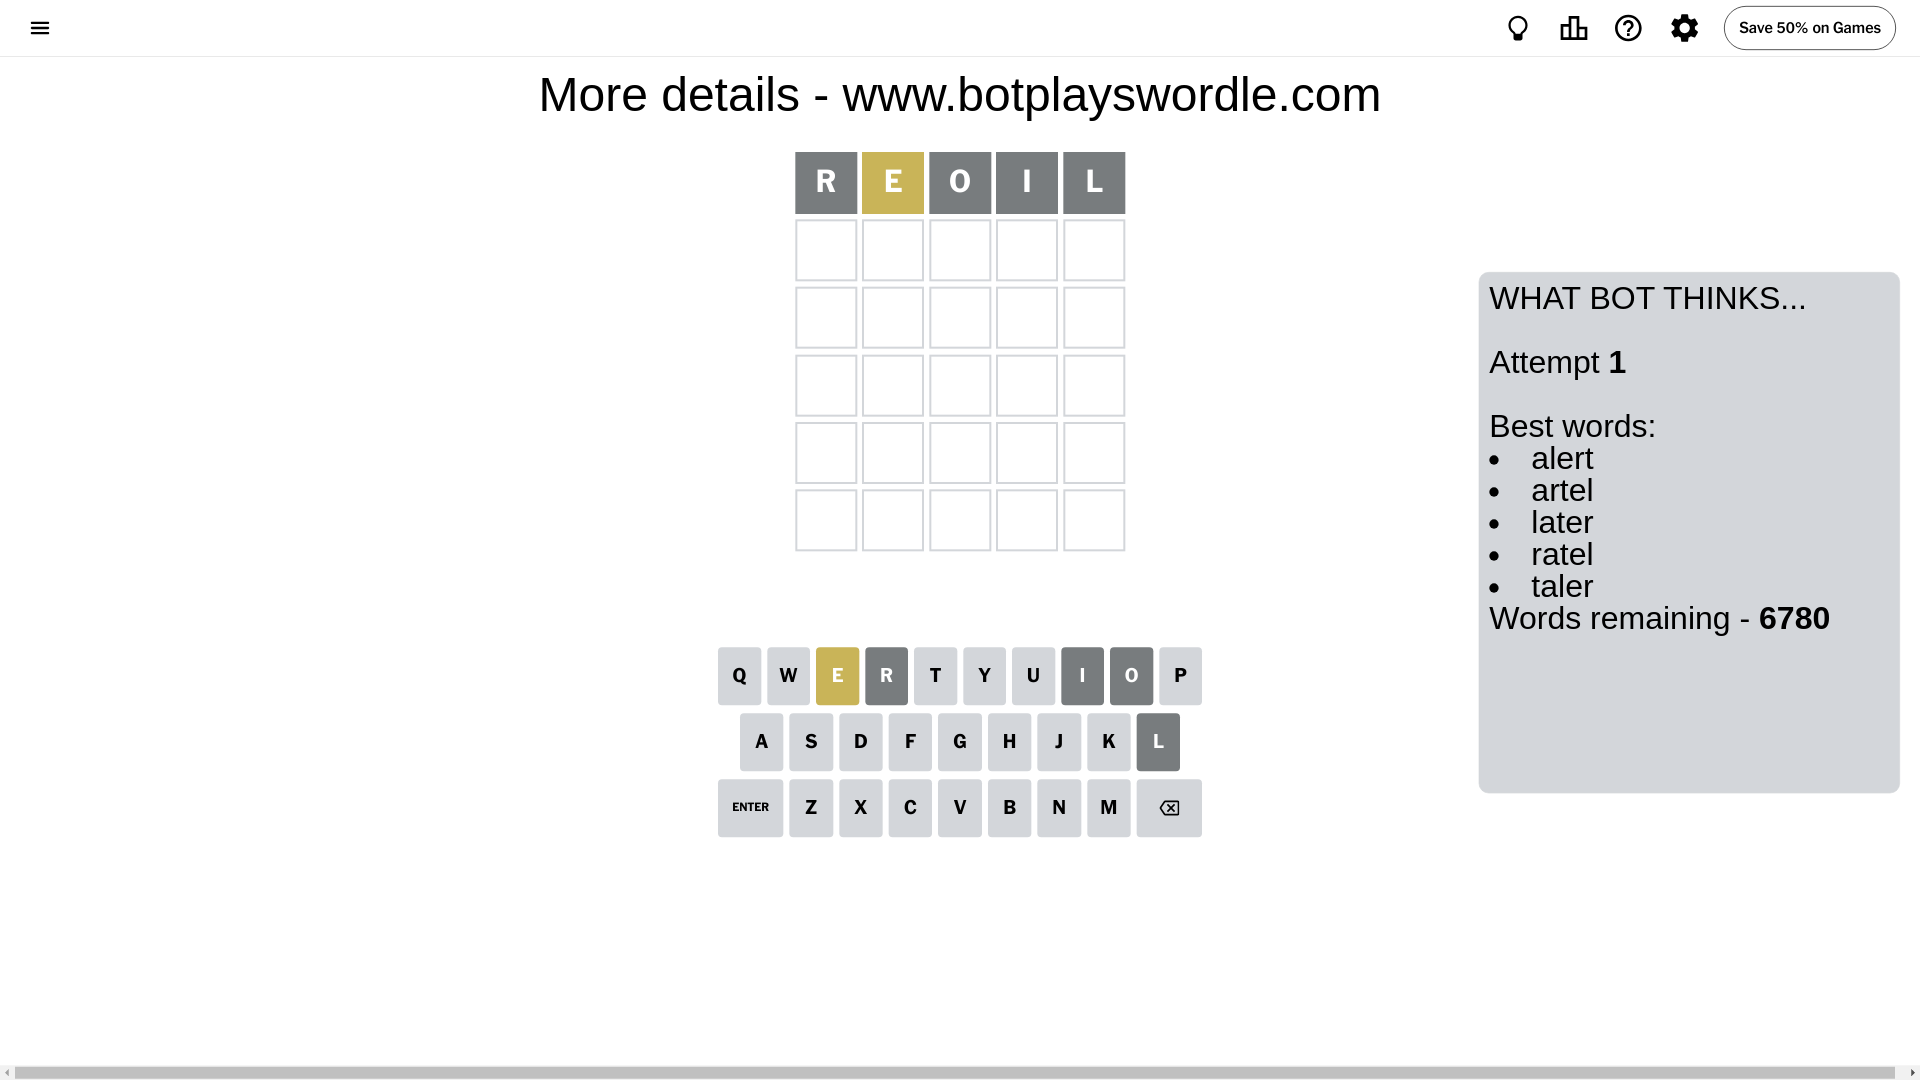 Save 50% on Games
More details - www.botplayswordle.com
R E O I L
WHAT BOT THINKS...
Attempt 1
Best words:
• alert
• artel
• later
• ratel
• taler
Words remaining - 6780
Q W E R T Y U I O P
A S D F G H J K L
ENTER Z X C V B N M